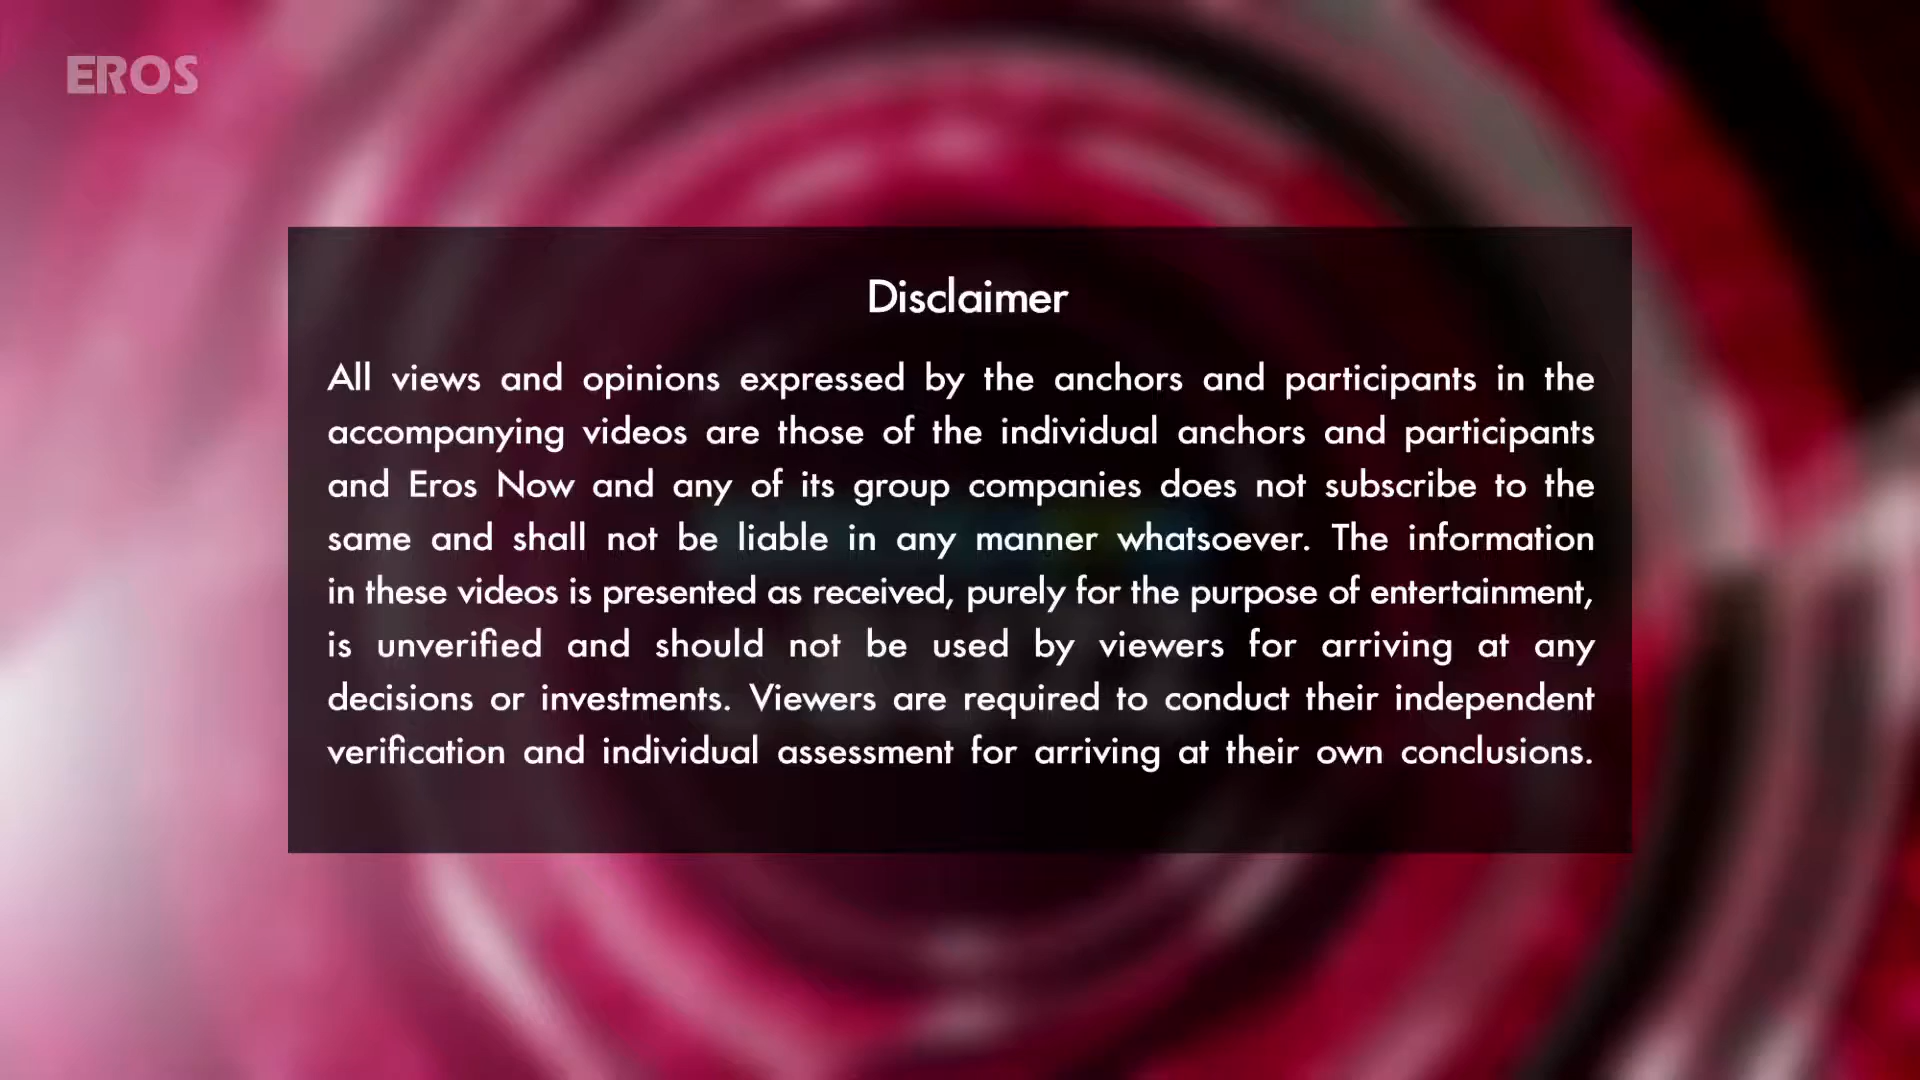 EROS
Disclaimer
All views and opinions expressed by the anchors and participants in the
accompanying videos are those of the individual anchors and participants
and Eros Now and any of its group companies does not subscribe to the
same and shall not be liable in any manner whatsoever. The information
in these videos is presented as received, purely for the purpose of entertainment,
is unverified and should not be used by viewers for arriving at any
decisions or investments. Viewers are required to conduct their independent
verification and individual assessment for arriving at their own conclusions.